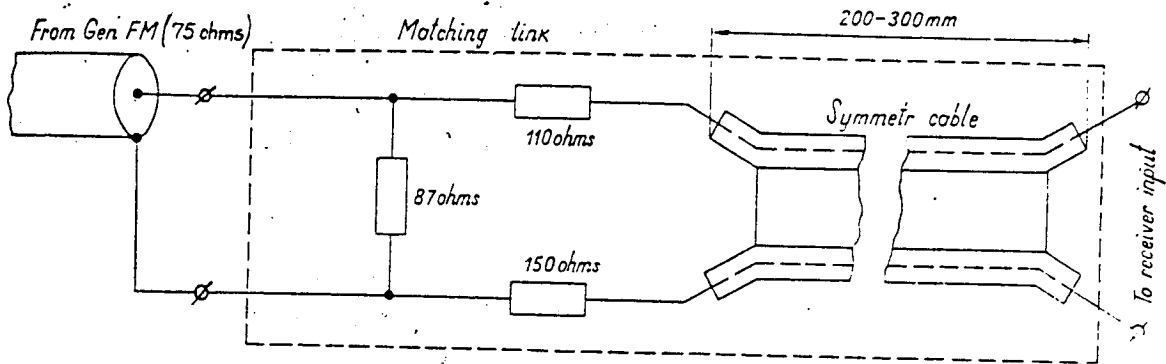 From Gen FM (75 ohms)
Matching link
200-300mm
110ohms
Symmetr cable
87ohms
150ohms
To receiver input